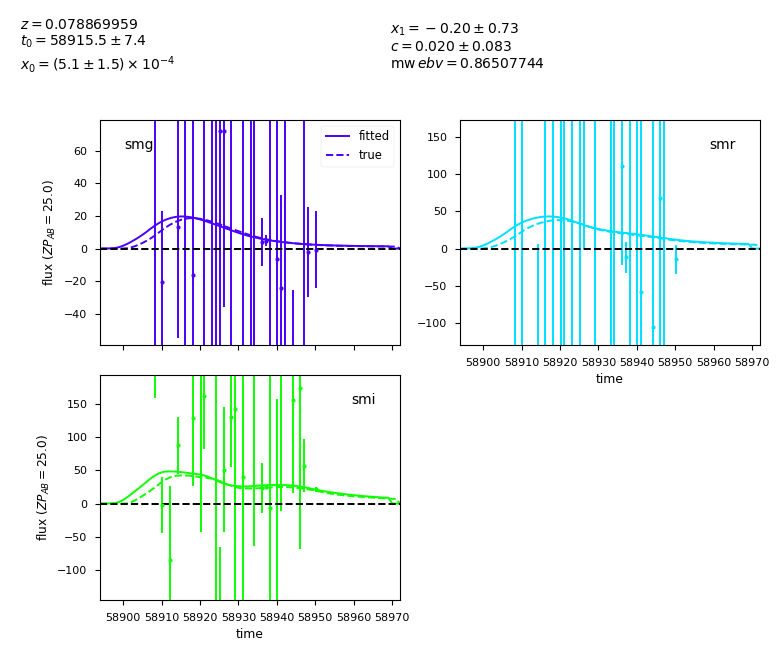 z = 0.078869959
t₀ = 58915.5 ± 7.4
x₀ = (5.1 ± 1.5) × 10⁻⁴
x₁ = −0.20 ± 0.73
c = 0.020 ± 0.083
mw ebv = 0.86507744
smg
fitted
true
60
40
20
0
−20
−40
flux (ZP_AB = 25.0)
smr
150
100
50
0
−50
−100
58900 58910 58920 58930 58940 58950 58960 58970
time
smi
150
100
50
0
−50
−100
flux (ZP_AB = 25.0)
58900 58910 58920 58930 58940 58950 58960 58970
time